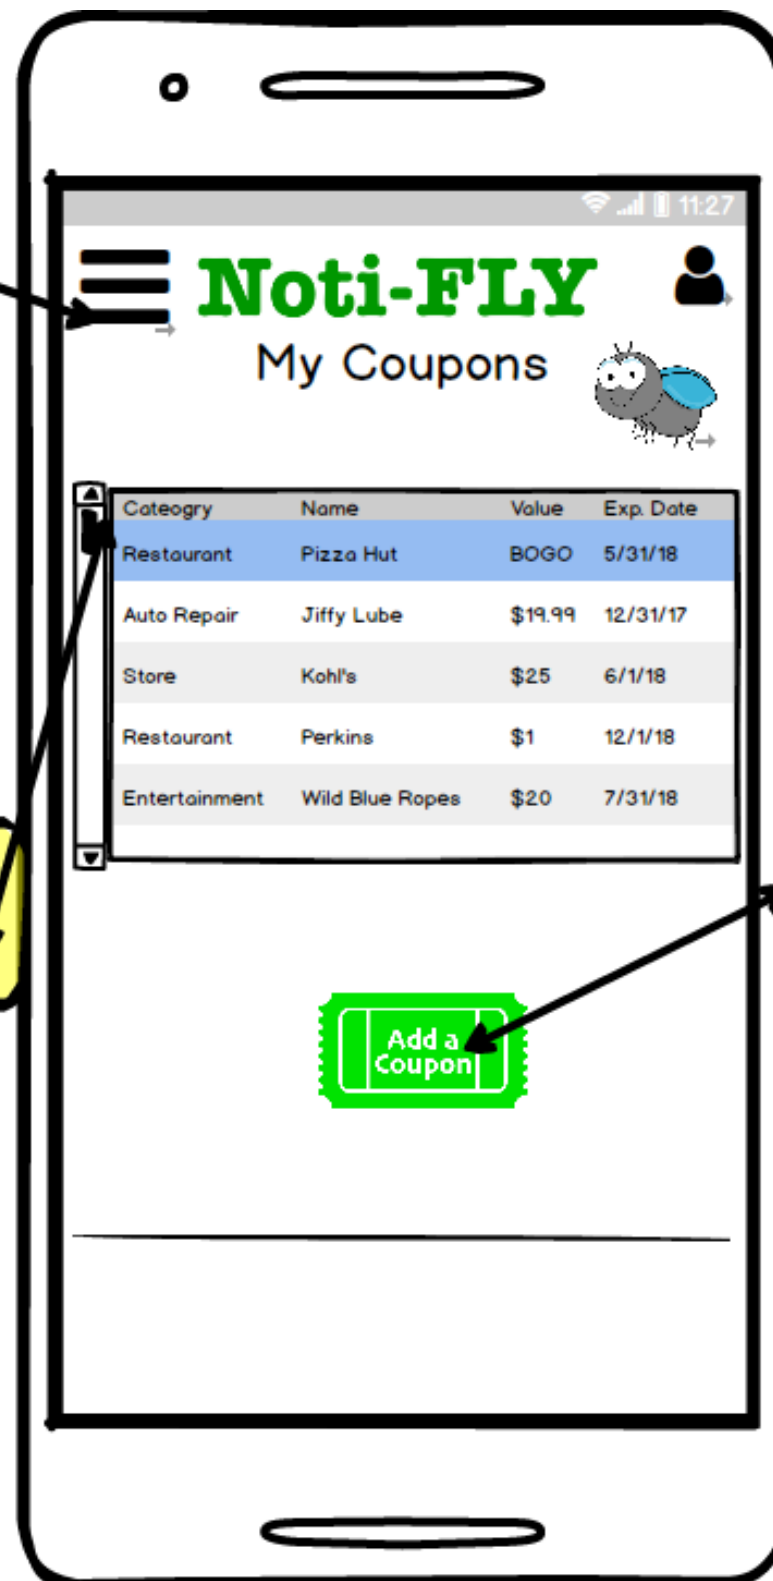 11:27
Noti-FLY
My Coupons
Cateogry Name Value Exp. Date
Restaurant Pizza Hut BOGO 5/31/18
Auto Repair Jiffy Lube $19.99 12/31/17
Store Kohl's $25 6/1/18
Restaurant Perkins $1 12/1/18
Entertainment Wild Blue Ropes $20 7/31/18
Add a
Coupon